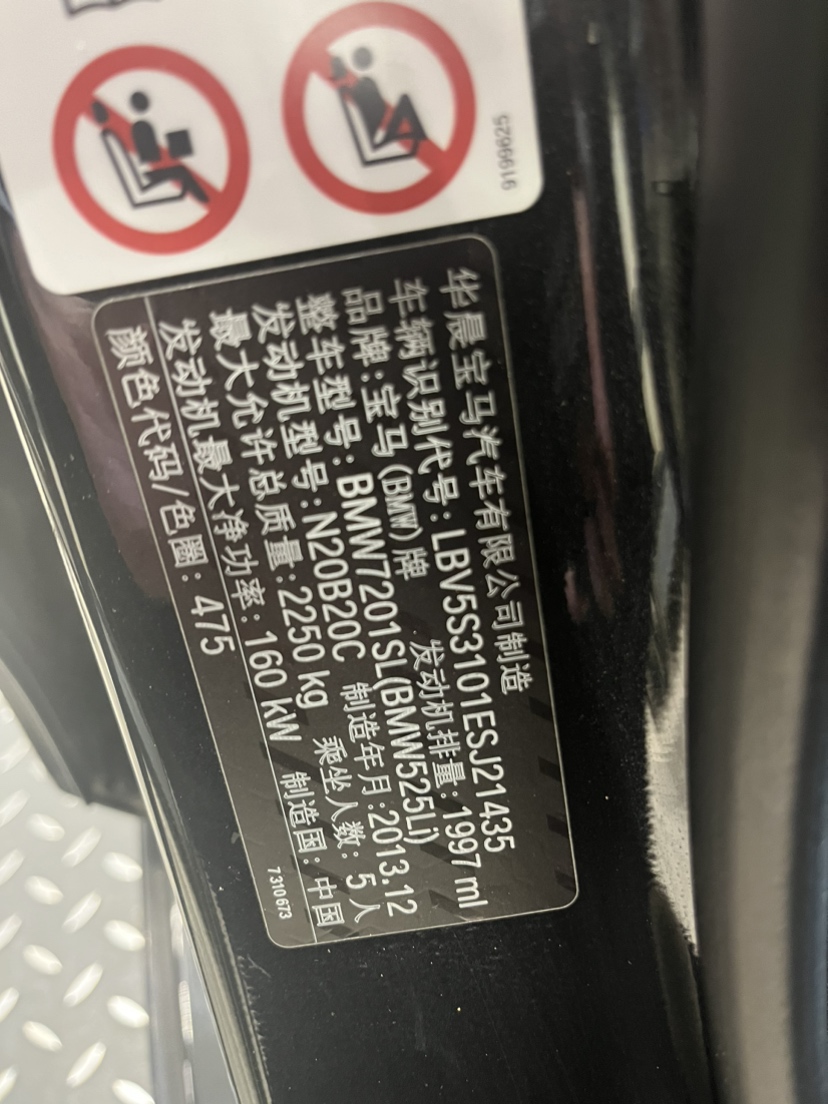 9199925
华晨宝马汽车有限公司制造
车辆识别代号: LBV5S3101ESJ21435
品牌: 宝马(BMW)牌 发动机排量: 1997 ml
整车型号: BMW7201SL(BMW525Li)
发动机型号: N20B20C 制造年月: 2013.12
最大允许总质量: 2250 kg 乘坐人数: 5人
发动机最大净功率: 160 kW 制造国: 中国
颜色代码/色圈: 475
7310673